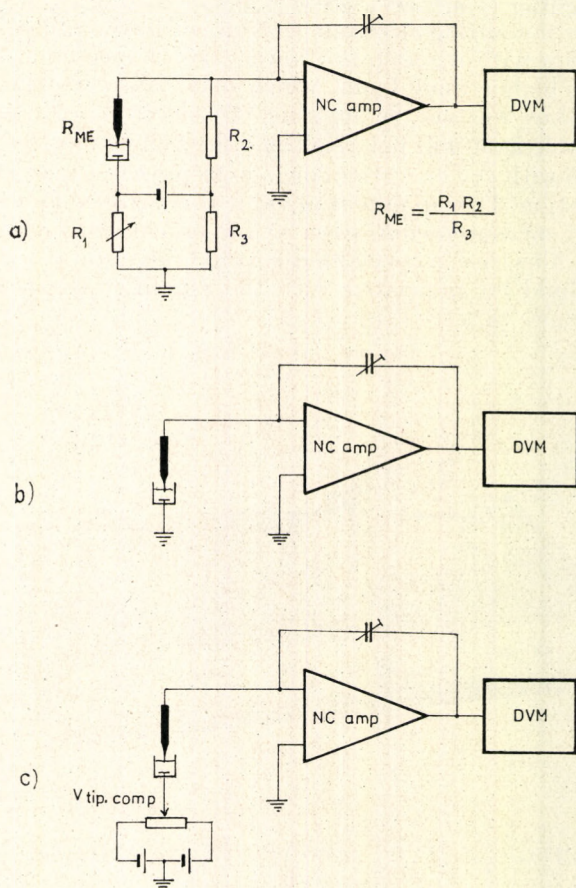 NC amp
DVM
R_ME
R_2.
R_1
R_3
R_ME = R_1 R_2 / R_3
a)
NC amp
DVM
b)
NC amp
DVM
c)
V tip. comp